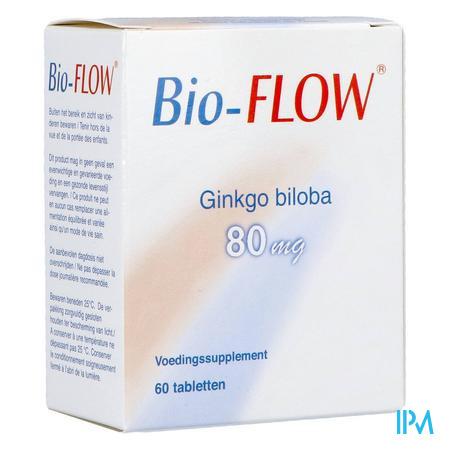 Bio-FLOW®
Buiten het bereik en zicht van kin-
deren bewaren / Tenir hors de la
vue et de la portée des enfants.
Dit product mag in geen geval een
evenwichtige en gevarieerde voe-
ding en een gezonde levensstijl
vervangen. / Ce produit ne peut
en aucun cas remplacer une ali-
mentation équilibrée et variée
ainsi qu'un mode de vie sain.
De aanbevolen dagdosis niet
overschrijden / Ne pas dépasser la
dose journalière recommandée.
Bewaren beneden 25°C. De ver-
pakking zorgvuldig gesloten
houden ter bescherming van licht./
A conserver à une température ne
dépassant pas 25°C. Conserver
le conditionnement soigneusement
fermé à l'abri de la lumière.
Bio-FLOW®
Ginkgo biloba
80 mg
Voedingssupplement
60 tabletten
IPM